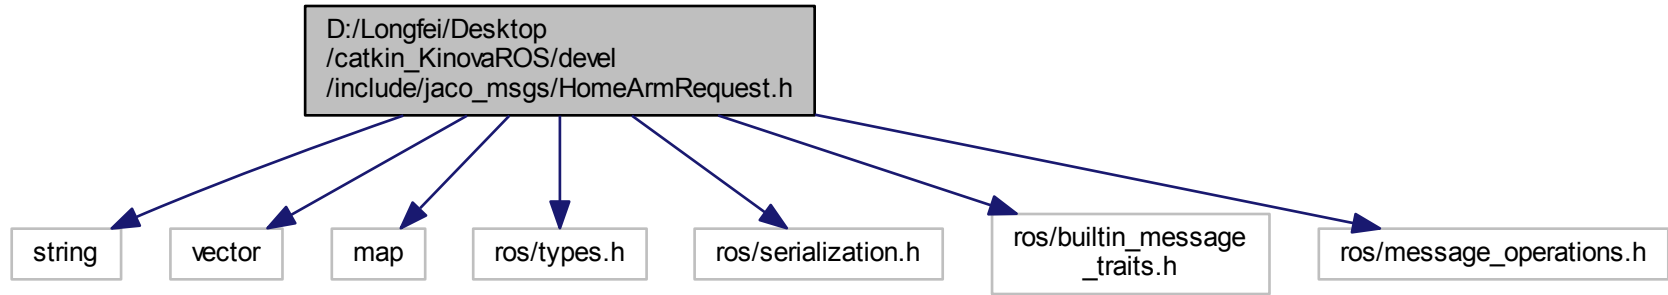 D:/Longfei/Desktop
/catkin_KinovaROS/devel
/include/jaco_msgs/HomeArmRequest.h
string
vector
map
ros/types.h
ros/serialization.h
ros/builtin_message
_traits.h
ros/message_operations.h